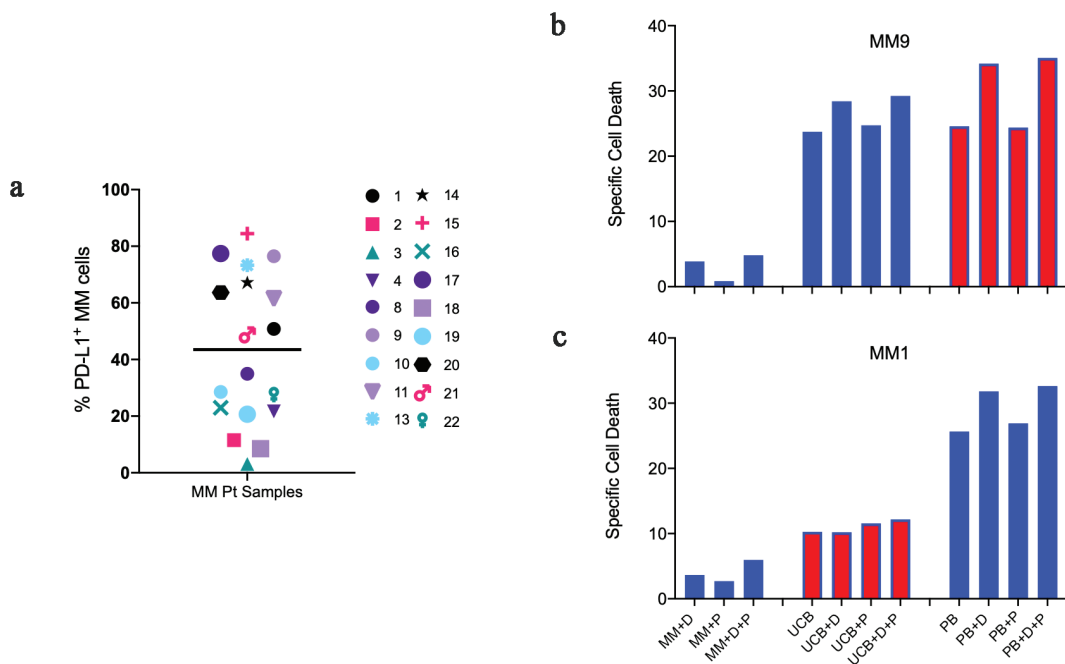 a
% PD-L1+ MM cells
100
80
60
40
20
0
MM Pt Samples
1 14
2 15
3 16
4 17
8 18
9 19
10 20
11 21
13 22
b
MM9
Specific Cell Death
40
30
20
10
0
c
MM1
Specific Cell Death
40
30
20
10
0
MM+D MM+P MM+D+P UCB UCB+D UCB+P UCB+D+P PB PB+D PB+P PB+D+P